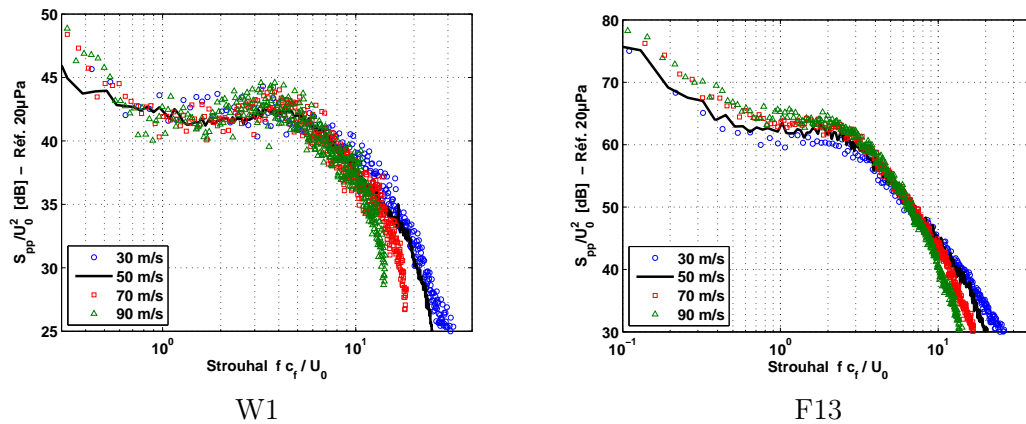 50
45
40
35
30
25
S_pp/U_0^2 [dB] – Réf. 20μPa
30 m/s
50 m/s
70 m/s
90 m/s
10^0
10^1
Strouhal f c_f / U_0
W1
80
70
60
50
40
30
S_pp/U_0^2 [dB] – Réf. 20μPa
30 m/s
50 m/s
70 m/s
90 m/s
10^-1
10^0
10^1
Strouhal f c_f / U_0
F13